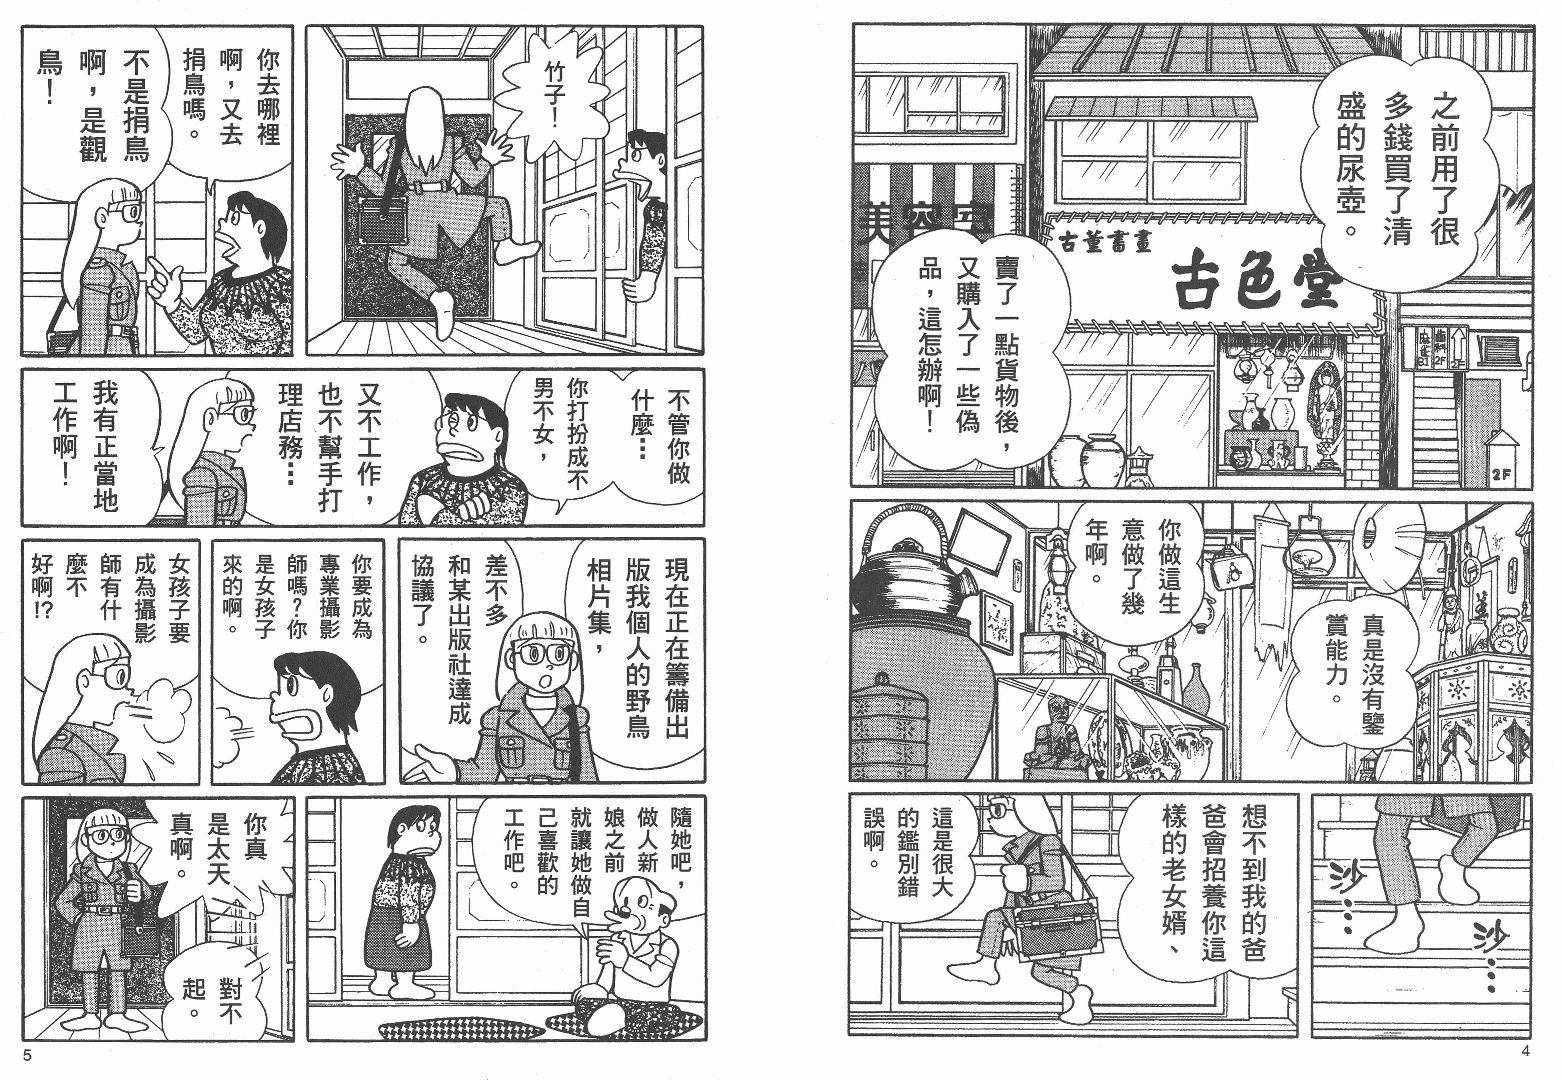 之前用了很
多錢買了清
盛的尿壺。
賣了一點貨物後，
又購入了一些偽
品，這怎辦啊！
美容室
古董書畫
古色堂
麻雀B1
齒科2F
2F
2F
你做這生
意做了幾
年啊。
真是沒有鑒
賞能力。
沙…
沙…
想不到我的爸
爸會招養你這
樣的老女婿、
這是很大
的鑑別錯
誤啊。
4
竹子！
你去哪裡
啊，又去
捐鳥嗎。
不是捐鳥
啊，是觀
鳥！
不管你做
什麼…
你打扮成不
男不女，
又不工作，
也不幫手打
理店務…
我有正當地
工作啊！
現在正在籌備出
版我個人的野鳥
相片集，
差不多
和某出版社達成
協議了。
你要成為
專業攝影
師嗎？你
是女孩子
來的啊。
女孩子要
成為攝影
師有什
麼不
好啊!?
隨她吧，
做人新
娘之前
就讓她做自
己喜歡的
工作吧。
你真
是太天
真啊。
對不
起。
5